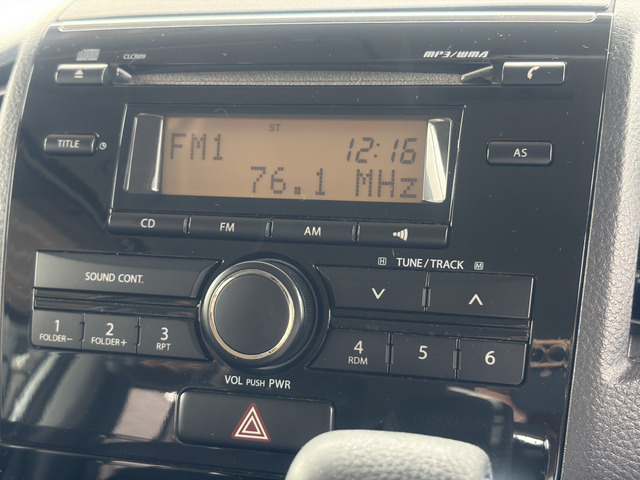 CLC509 MP3/WMA
TITLE
ST
FM1 12:16
76.1 MHz
AS
CD FM AM
SOUND CONT.
H TUNE/TRACK M
1 FOLDER−
2 FOLDER+
3 RPT
4 RDM
5
6
VOL PUSH PWR